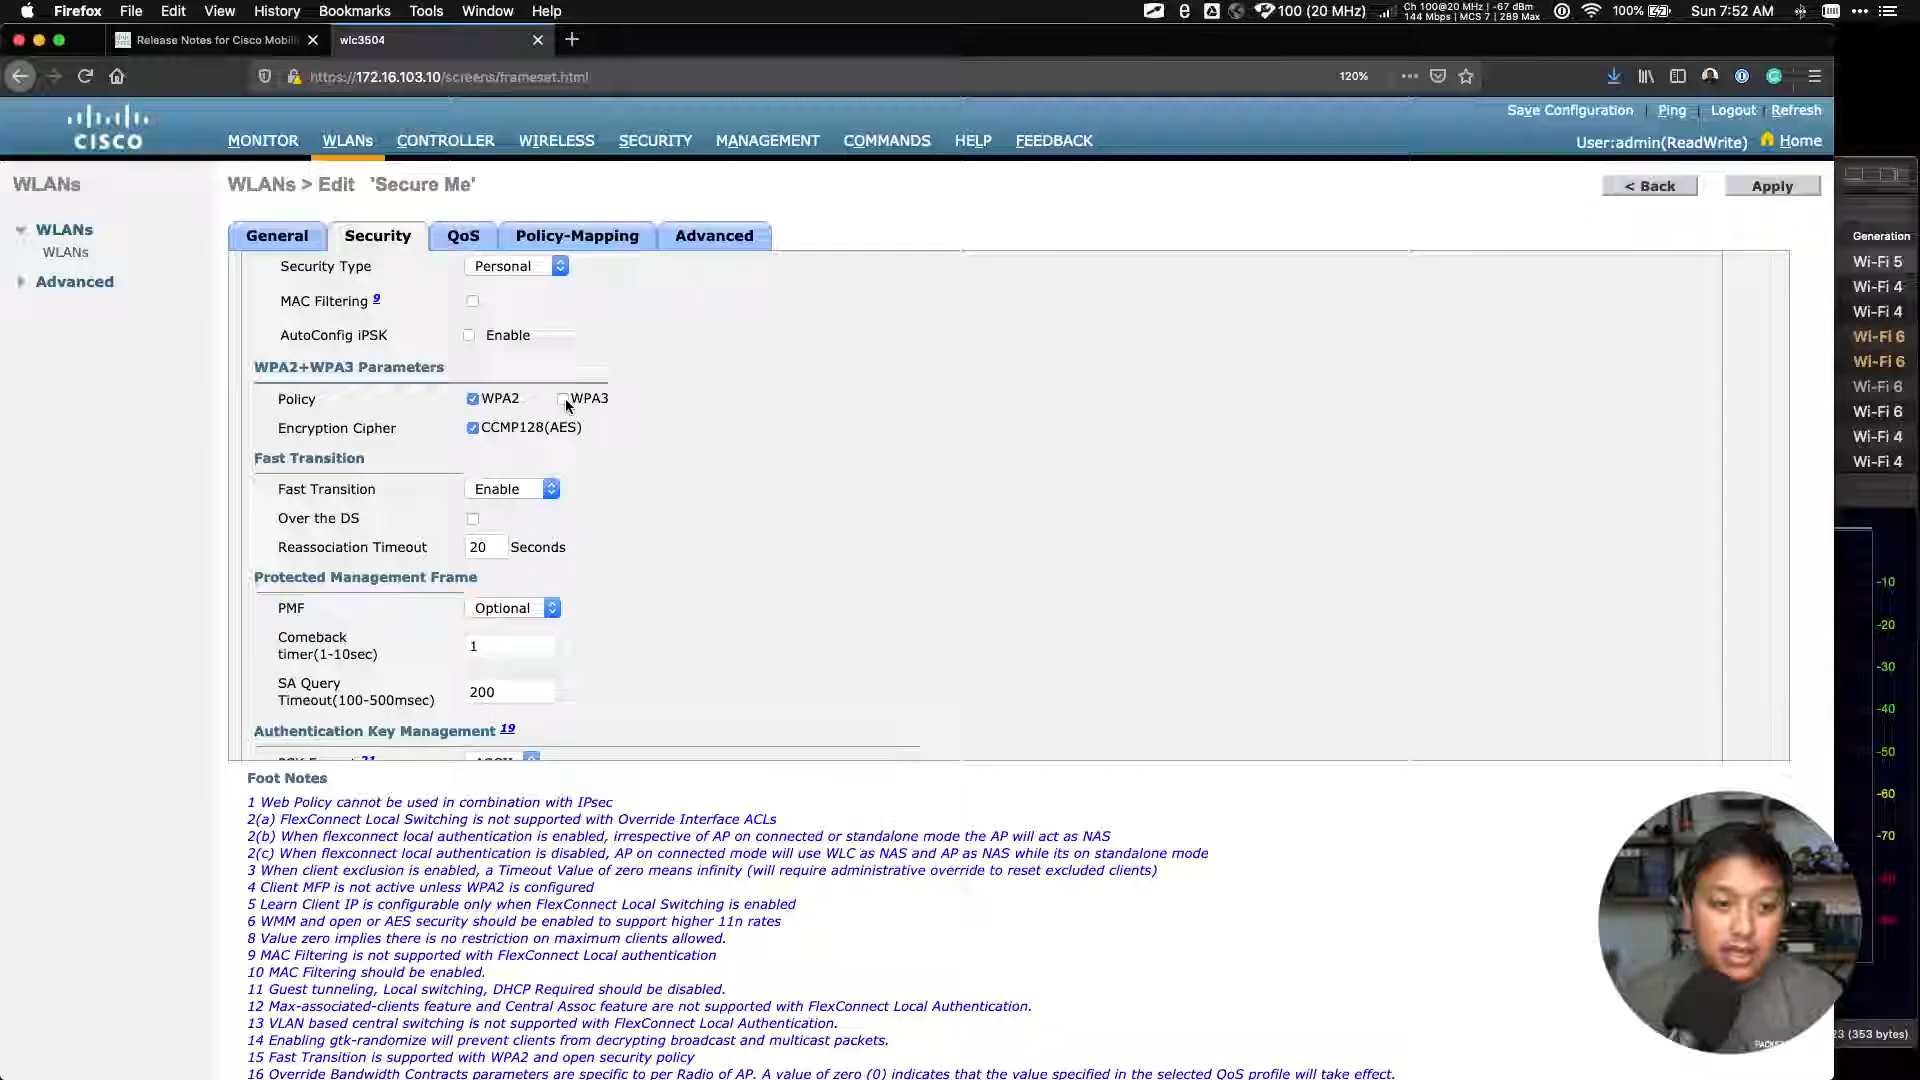 Firefox File Edit View History Bookmarks Tools Window Help
100 (20 MHz)
Ch 100@20 MHz | -67 dBm
144 Mbps | MCS 7 | 289 Max
100% Sun 7:52 AM
Release Notes for Cisco Mobili
wlc3504
https://172.16.103.10/screens/frameset.html
120%
Save Configuration | Ping | Logout | Refresh
CISCO
MONITOR WLANs CONTROLLER WIRELESS SECURITY MANAGEMENT COMMANDS HELP FEEDBACK
User:admin(ReadWrite) Home
WLANs
WLANs
WLANs
Advanced
WLANs > Edit 'Secure Me'
< Back
Apply
General Security QoS Policy-Mapping Advanced
Security Type Personal
MAC Filtering 9
AutoConfig iPSK Enable
WPA2+WPA3 Parameters
Policy WPA2 WPA3
Encryption Cipher CCMP128(AES)
Fast Transition
Fast Transition Enable
Over the DS
Reassociation Timeout 20 Seconds
Protected Management Frame
PMF Optional
Comeback
timer(1-10sec) 1
SA Query
Timeout(100-500msec) 200
Authentication Key Management 19
Foot Notes
1 Web Policy cannot be used in combination with IPsec
2(a) FlexConnect Local Switching is not supported with Override Interface ACLs
2(b) When flexconnect local authentication is enabled, irrespective of AP on connected or standalone mode the AP will act as NAS
2(c) When flexconnect local authentication is disabled, AP on connected mode will use WLC as NAS and AP as NAS while its on standalone mode
3 When client exclusion is enabled, a Timeout Value of zero means infinity (will require administrative override to reset excluded clients)
4 Client MFP is not active unless WPA2 is configured
5 Learn Client IP is configurable only when FlexConnect Local Switching is enabled
6 WMM and open or AES security should be enabled to support higher 11n rates
8 Value zero implies there is no restriction on maximum clients allowed.
9 MAC Filtering is not supported with FlexConnect Local authentication
10 MAC Filtering should be enabled.
11 Guest tunneling, Local switching, DHCP Required should be disabled.
12 Max-associated-clients feature and Central Assoc feature are not supported with FlexConnect Local Authentication.
13 VLAN based central switching is not supported with FlexConnect Local Authentication.
14 Enabling gtk-randomize will prevent clients from decrypting broadcast and multicast packets.
15 Fast Transition is supported with WPA2 and open security policy
16 Override Bandwidth Contracts parameters are specific to per Radio of AP. A value of zero (0) indicates that the value specified in the selected QoS profile will take effect.
Generation
Wi-Fi 5
Wi-Fi 4
Wi-Fi 4
Wi-Fi 6
Wi-Fi 6
Wi-Fi 6
Wi-Fi 6
Wi-Fi 4
Wi-Fi 4
-10
-20
-30
-40
-50
-60
-70
23 (353 bytes)